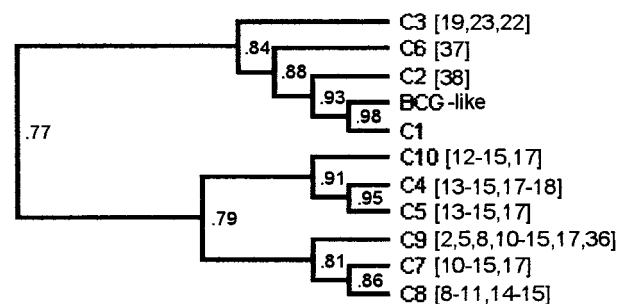 C3 [19,23,22]
.84
C6 [37]
.88
C2 [38]
.93
BCG-like
.98
C1
.77
C10 [12-15,17]
.91
C4 [13-15,17-18]
.95
C5 [13-15,17]
.79
C9 [2,5,8,10-15,17,36]
.81
C7 [10-15,17]
.86
C8 [8-11,14-15]